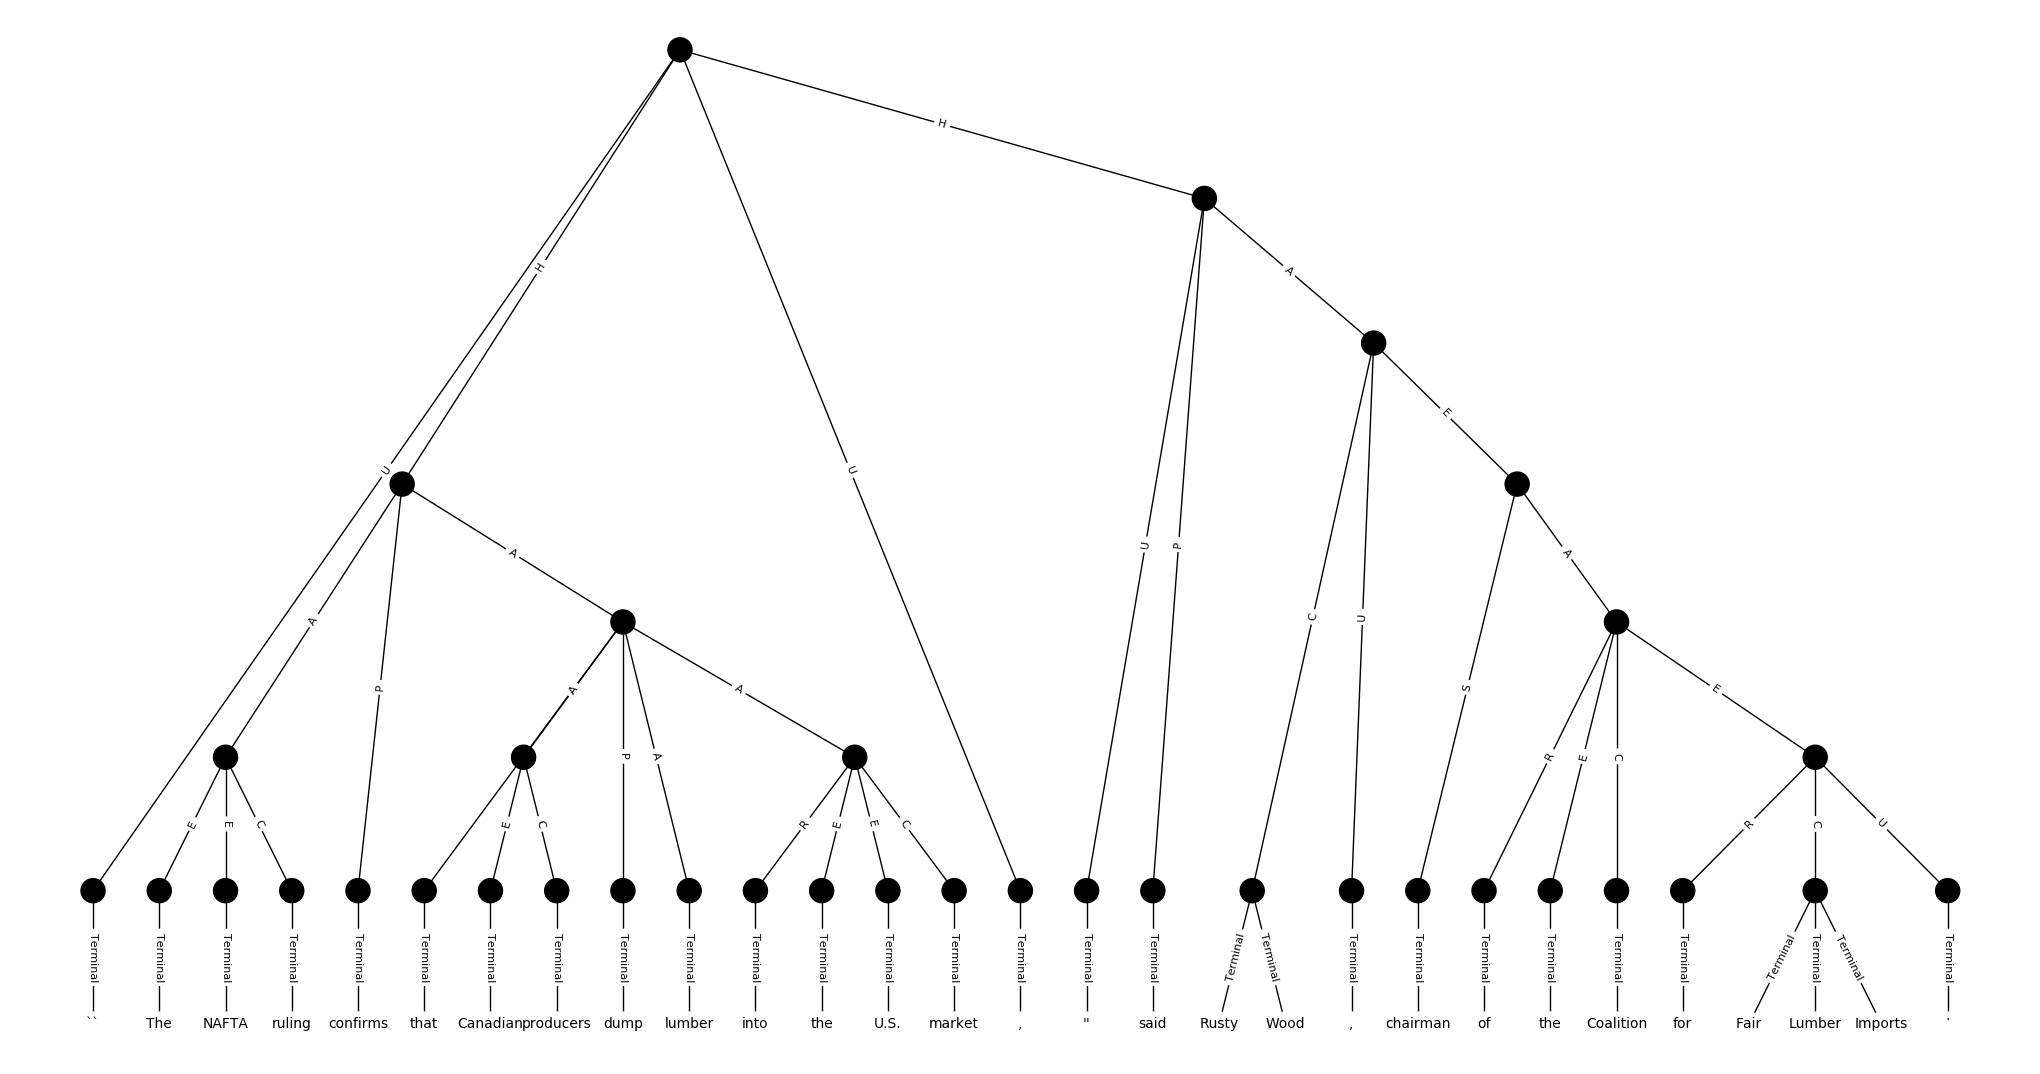 H
A
H
A
E
U
U
A
U
P
A
A
C
U
P
A
A
S
E
P
A
R
E
C
E
E
C
E
C
R
E
E
C
R
C
U
Terminal Terminal Terminal Terminal Terminal Terminal Terminal Terminal Terminal Terminal Terminal Terminal Terminal Terminal Terminal Terminal Terminal Terminal Terminal Terminal Terminal Terminal Terminal Terminal Terminal Terminal Terminal Terminal Terminal
`` The NAFTA ruling confirms that Canadian producers dump lumber into the U.S. market , " said Rusty Wood , chairman of the Coalition for Fair Lumber Imports .